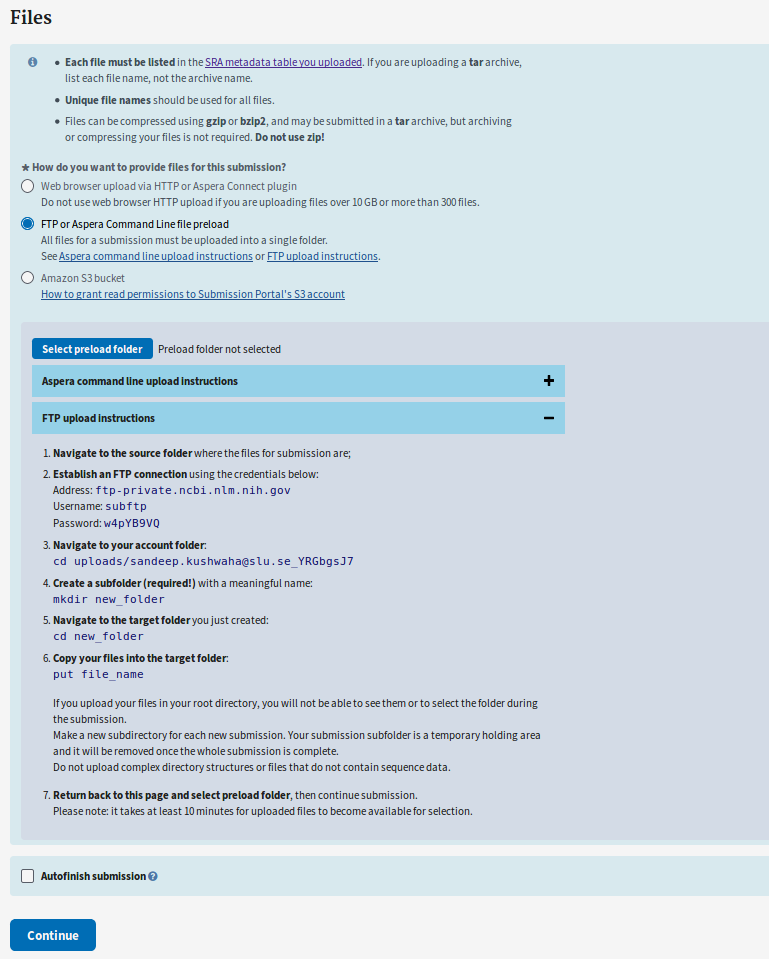 Files
Each file must be listed in the SRA metadata table you uploaded. If you are uploading a tar archive,
list each file name, not the archive name.
Unique file names should be used for all files.
Files can be compressed using gzip or bzip2, and may be submitted in a tar archive, but archiving
or compressing your files is not required. Do not use zip!
★ How do you want to provide files for this submission?
Web browser upload via HTTP or Aspera Connect plugin
Do not use web browser HTTP upload if you are uploading files over 10 GB or more than 300 files.
FTP or Aspera Command Line file preload
All files for a submission must be uploaded into a single folder.
See Aspera command line upload instructions or FTP upload instructions.
Amazon S3 bucket
How to grant read permissions to Submission Portal's S3 account
Select preload folder Preload folder not selected
Aspera command line upload instructions +
FTP upload instructions −
1. Navigate to the source folder where the files for submission are;
2. Establish an FTP connection using the credentials below:
Address: ftp-private.ncbi.nlm.nih.gov
Username: subftp
Password: w4pYB9VQ
3. Navigate to your account folder:
cd uploads/sandeep.kushwaha@slu.se_YRGbgsJ7
4. Create a subfolder (required!) with a meaningful name:
mkdir new_folder
5. Navigate to the target folder you just created:
cd new_folder
6. Copy your files into the target folder:
put file_name
If you upload your files in your root directory, you will not be able to see them or to select the folder during
the submission.
Make a new subdirectory for each new submission. Your submission subfolder is a temporary holding area
and it will be removed once the whole submission is complete.
Do not upload complex directory structures or files that do not contain sequence data.
7. Return back to this page and select preload folder, then continue submission.
Please note: it takes at least 10 minutes for uploaded files to become available for selection.
Autofinish submission ?
Continue